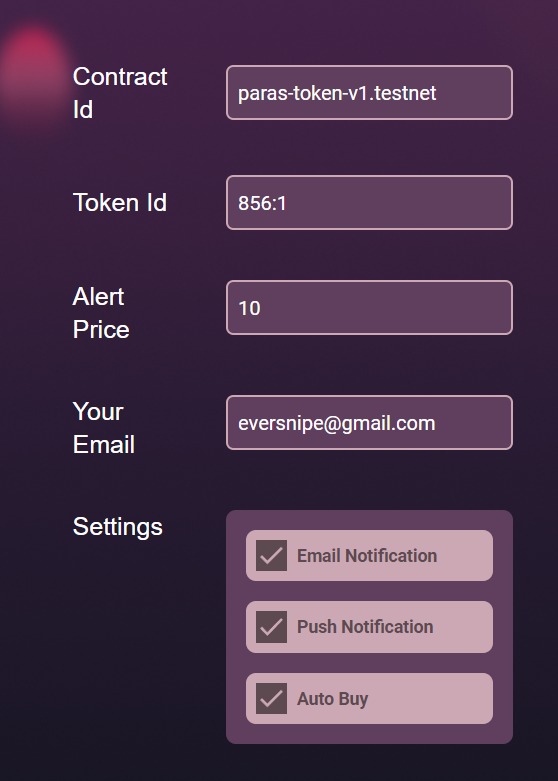 Contract
Id
paras-token-v1.testnet
Token Id
856:1
Alert
Price
10
Your
Email
eversnipe@gmail.com
Settings
Email Notification
Push Notification
Auto Buy